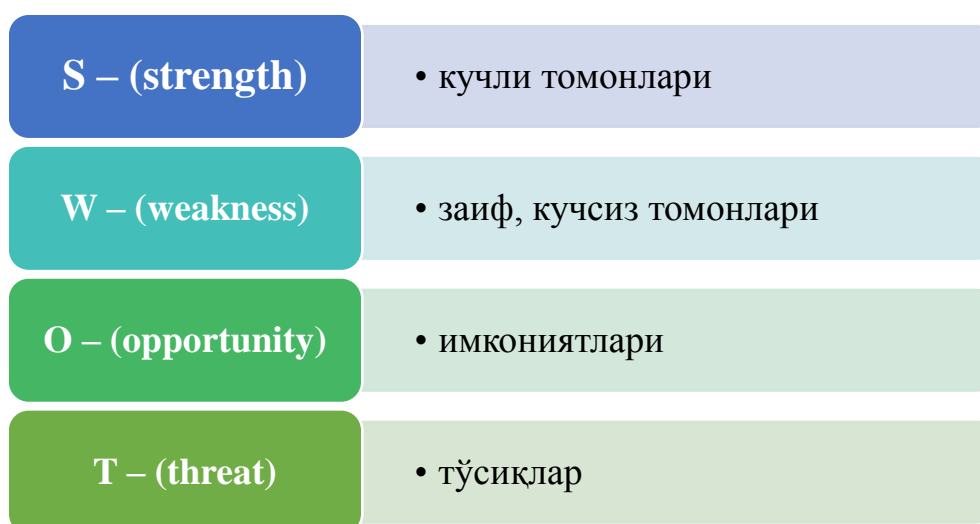 S – (strength)
• кучли томонлари
W – (weakness)
• заиф, кучсиз томонлари
O – (opportunity)
• имкониятлари
T – (threat)
• тўсиқлар